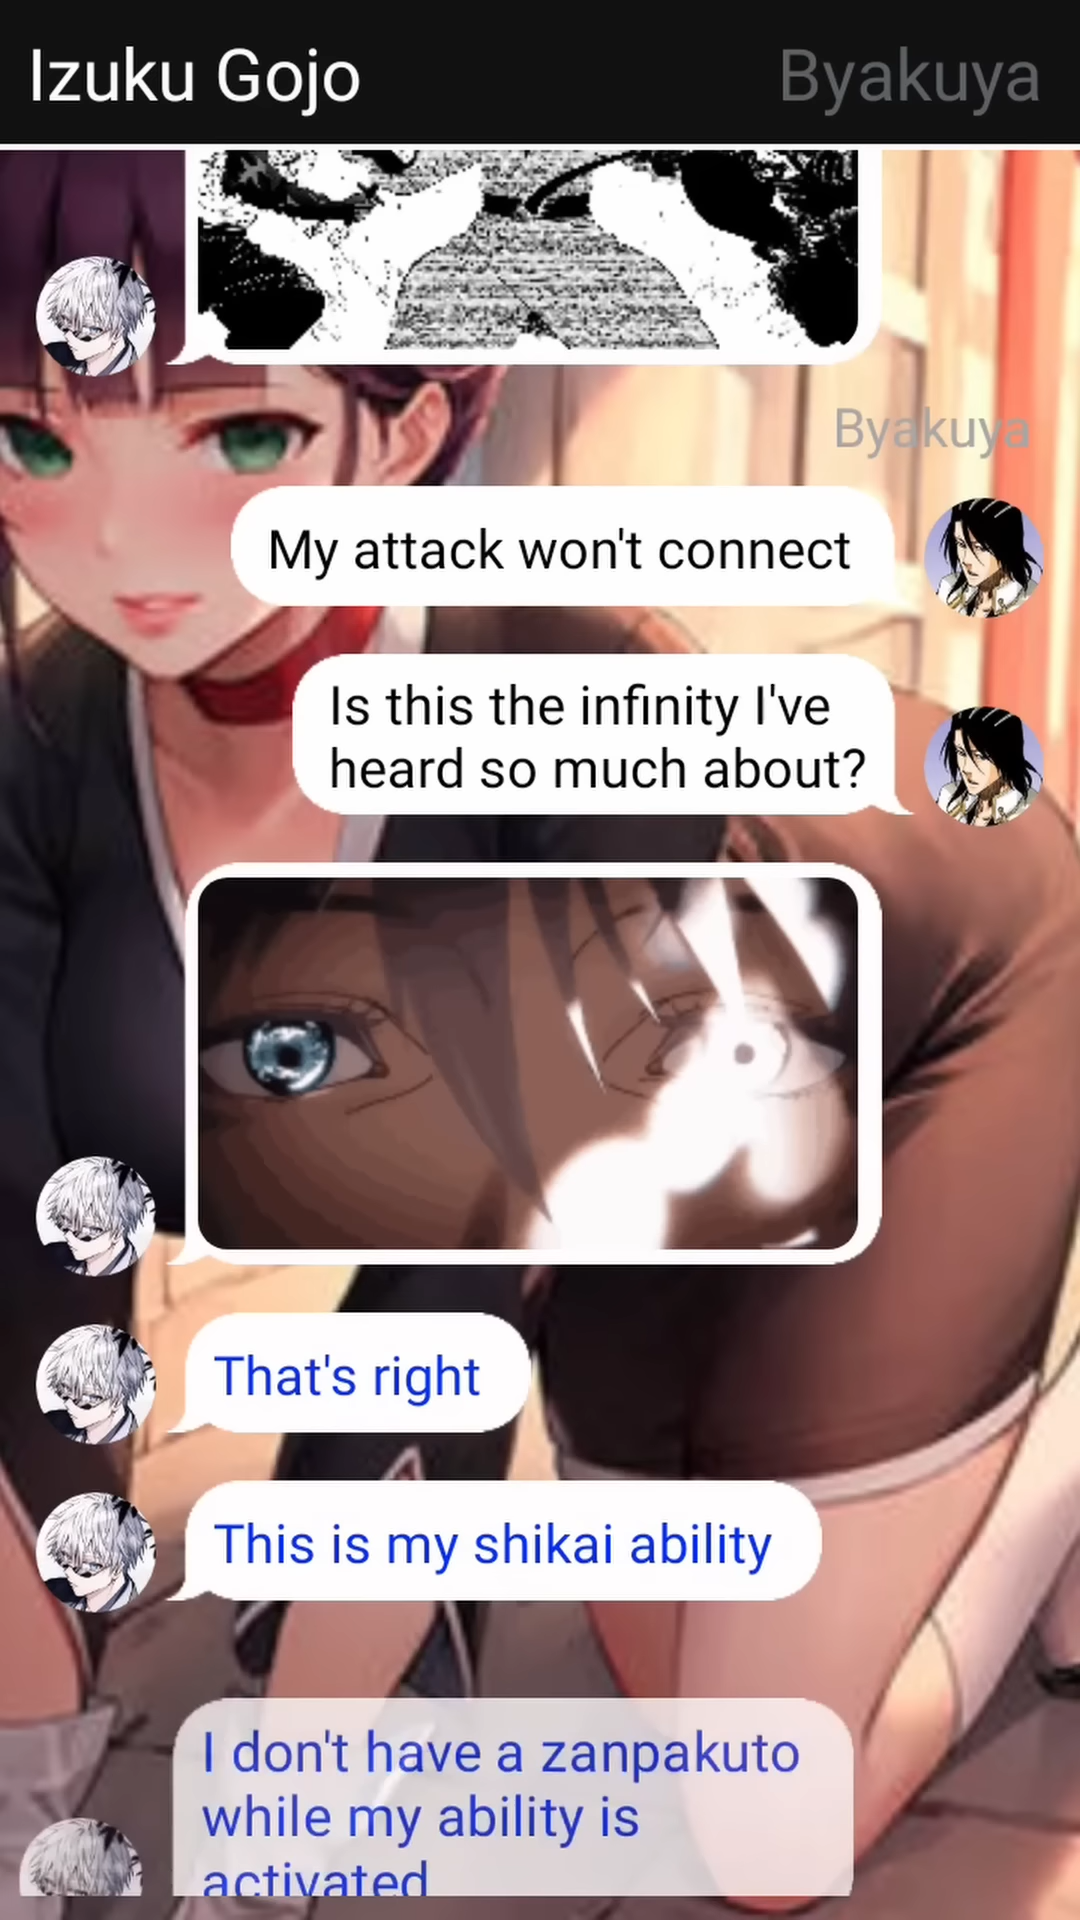 Izuku Gojo
Byakuya
Byakuya
My attack won't connect
Is this the infinity I've
heard so much about?
That's right
This is my shikai ability
I don't have a zanpakuto
while my ability is
activated